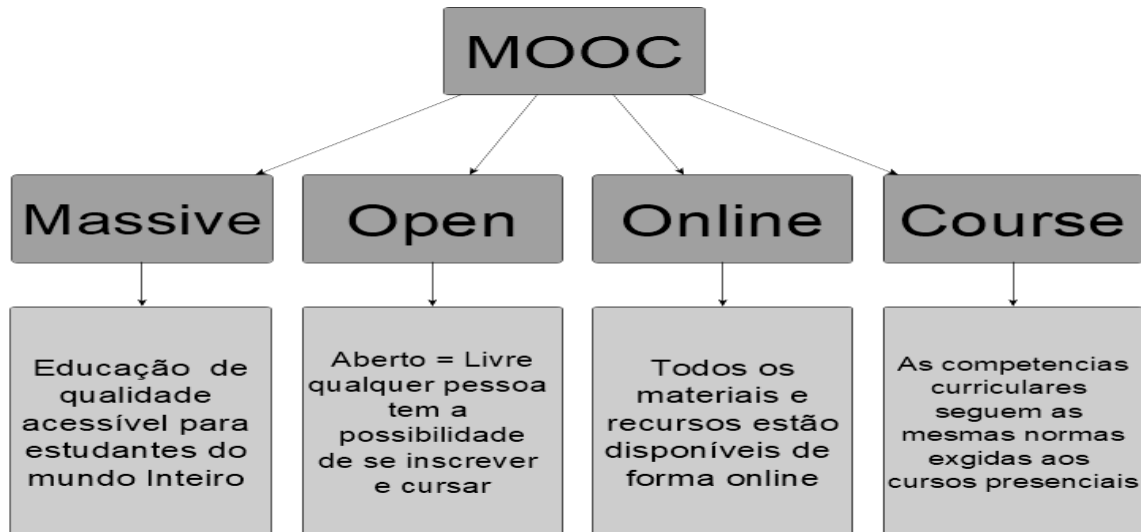 MOOC
Massive
Open
Online
Course
Educação de
qualidade
acessível para
estudantes do
mundo Inteiro
Aberto = Livre
qualquer pessoa
tem a
possibilidade
de se inscrever
e cursar
Todos os
materiais e
recursos estão
disponíveis de
forma online
As competencias
curriculares
seguem as
mesmas normas
exgidas aos
cursos presenciais